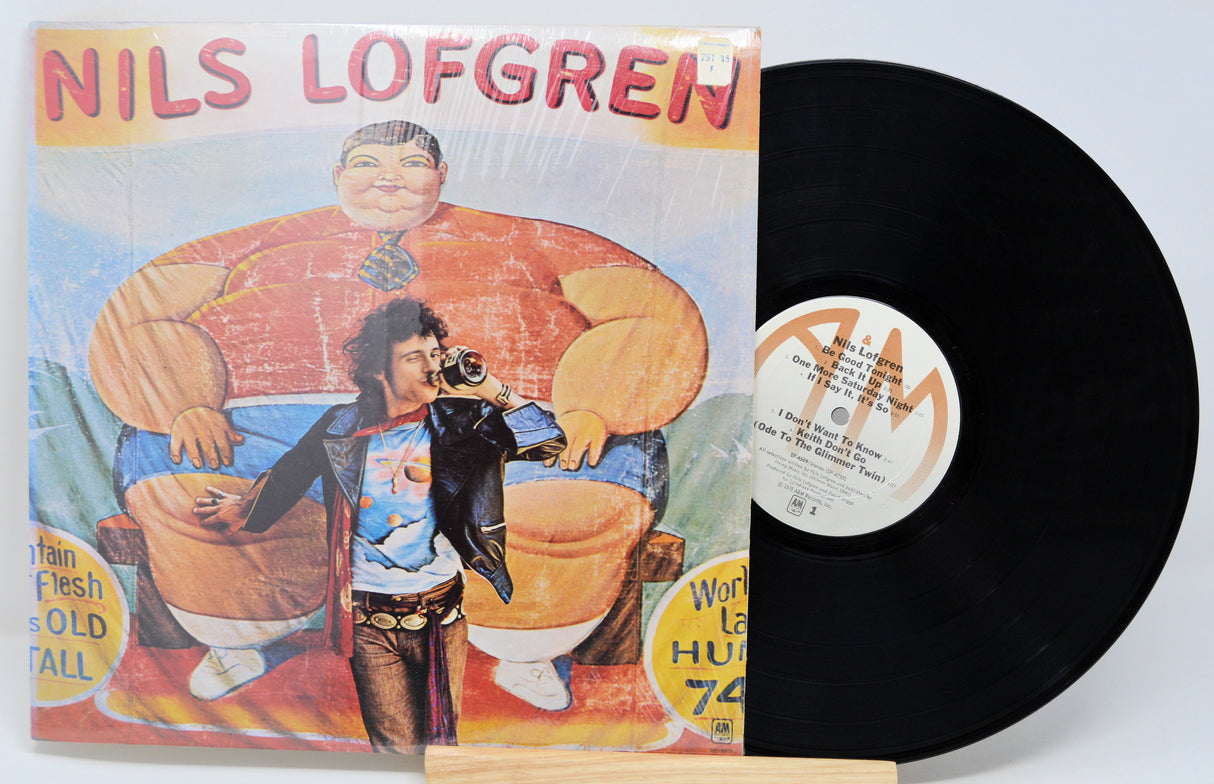 NILS LOFGREN
ntain
Flesh
s OLD
TALL
Worl
La
HUM
74
A&M
A&M
Nils Lofgren
Be Good Tonight
Back It Up
One More Saturday Night
If I Say It, It's So
I Don't Want To Know
Keith Don't Go
(Ode To The Glimmer Twin)
A&M
1